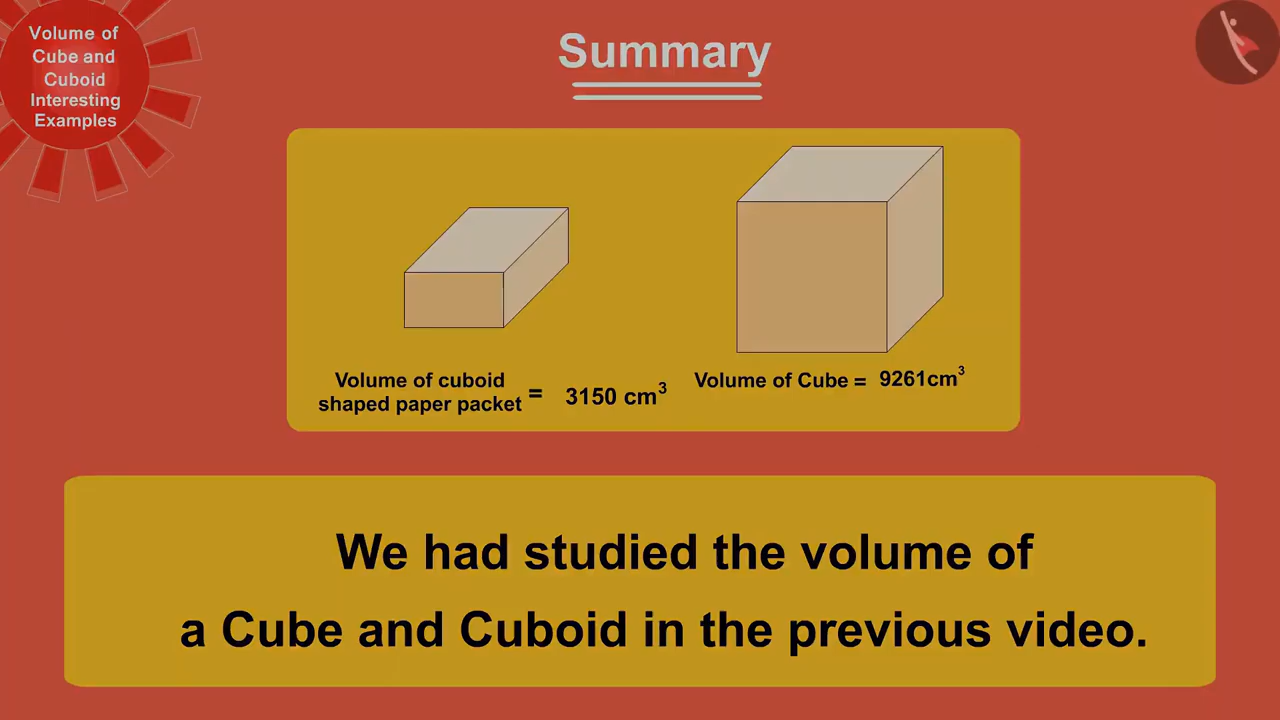 Volume of
Cube and
Cuboid
Interesting
Examples
Summary
Volume of cuboid
shaped paper packet = 3150 cm³
Volume of Cube = 9261cm³
We had studied the volume of
a Cube and Cuboid in the previous video.